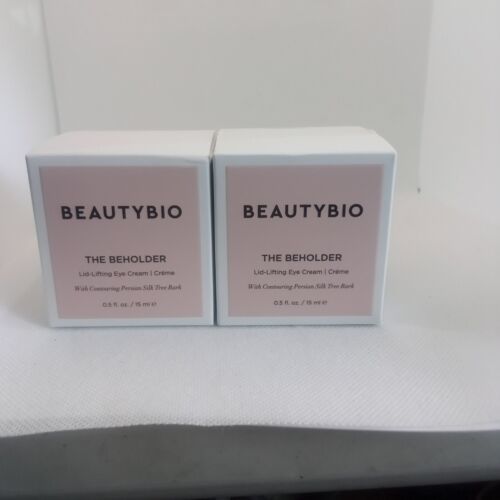 BEAUTYBIO
THE BEHOLDER
Lid-Lifting Eye Cream | Crème
With Contouring Persian Silk Tree Bark
0.5 fl. oz. / 15 ml ℮
BEAUTYBIO
THE BEHOLDER
Lid-Lifting Eye Cream | Crème
With Contouring Persian Silk Tree Bark
0.5 fl. oz. / 15 ml ℮